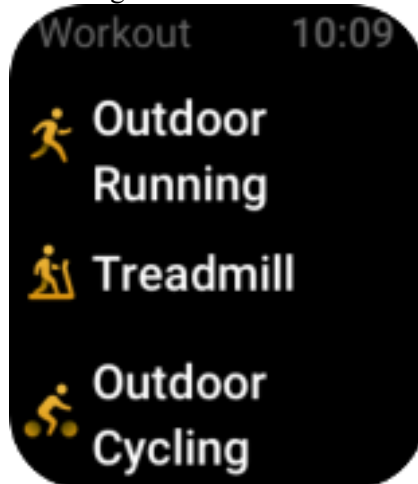 Workout 10:09
Outdoor
Running
Treadmill
Outdoor
Cycling